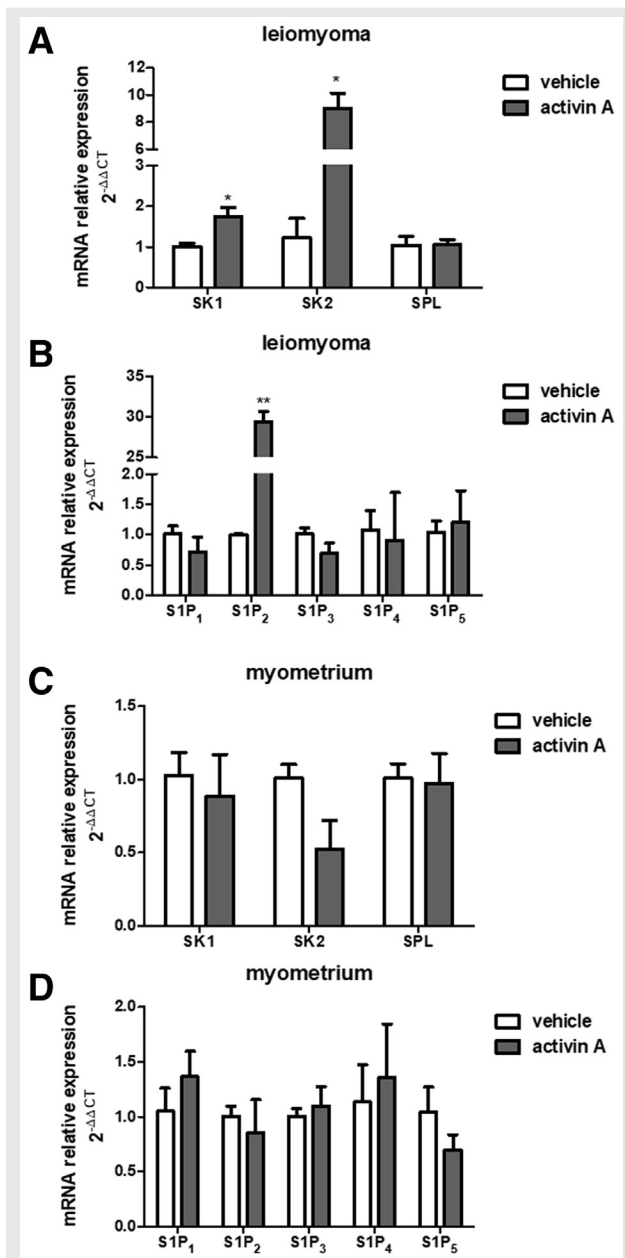 A
leiomyoma
mRNA relative expression
2-ΔΔCT
12
10
8
6
3
2
1
0
*
*
SK1 SK2 SPL
vehicle
activin A
B
leiomyoma
mRNA relative expression
2-ΔΔCT
35
30
25
2.0
1.5
1.0
0.5
0.0
**
S1P1 S1P2 S1P3 S1P4 S1P5
vehicle
activin A
C
myometrium
mRNA relative expression
2-ΔΔCT
1.5
1.0
0.5
0.0
SK1 SK2 SPL
vehicle
activin A
D
myometrium
mRNA relative expression
2-ΔΔCT
2.0
1.5
1.0
0.5
0.0
S1P1 S1P2 S1P3 S1P4 S1P5
vehicle
activin A